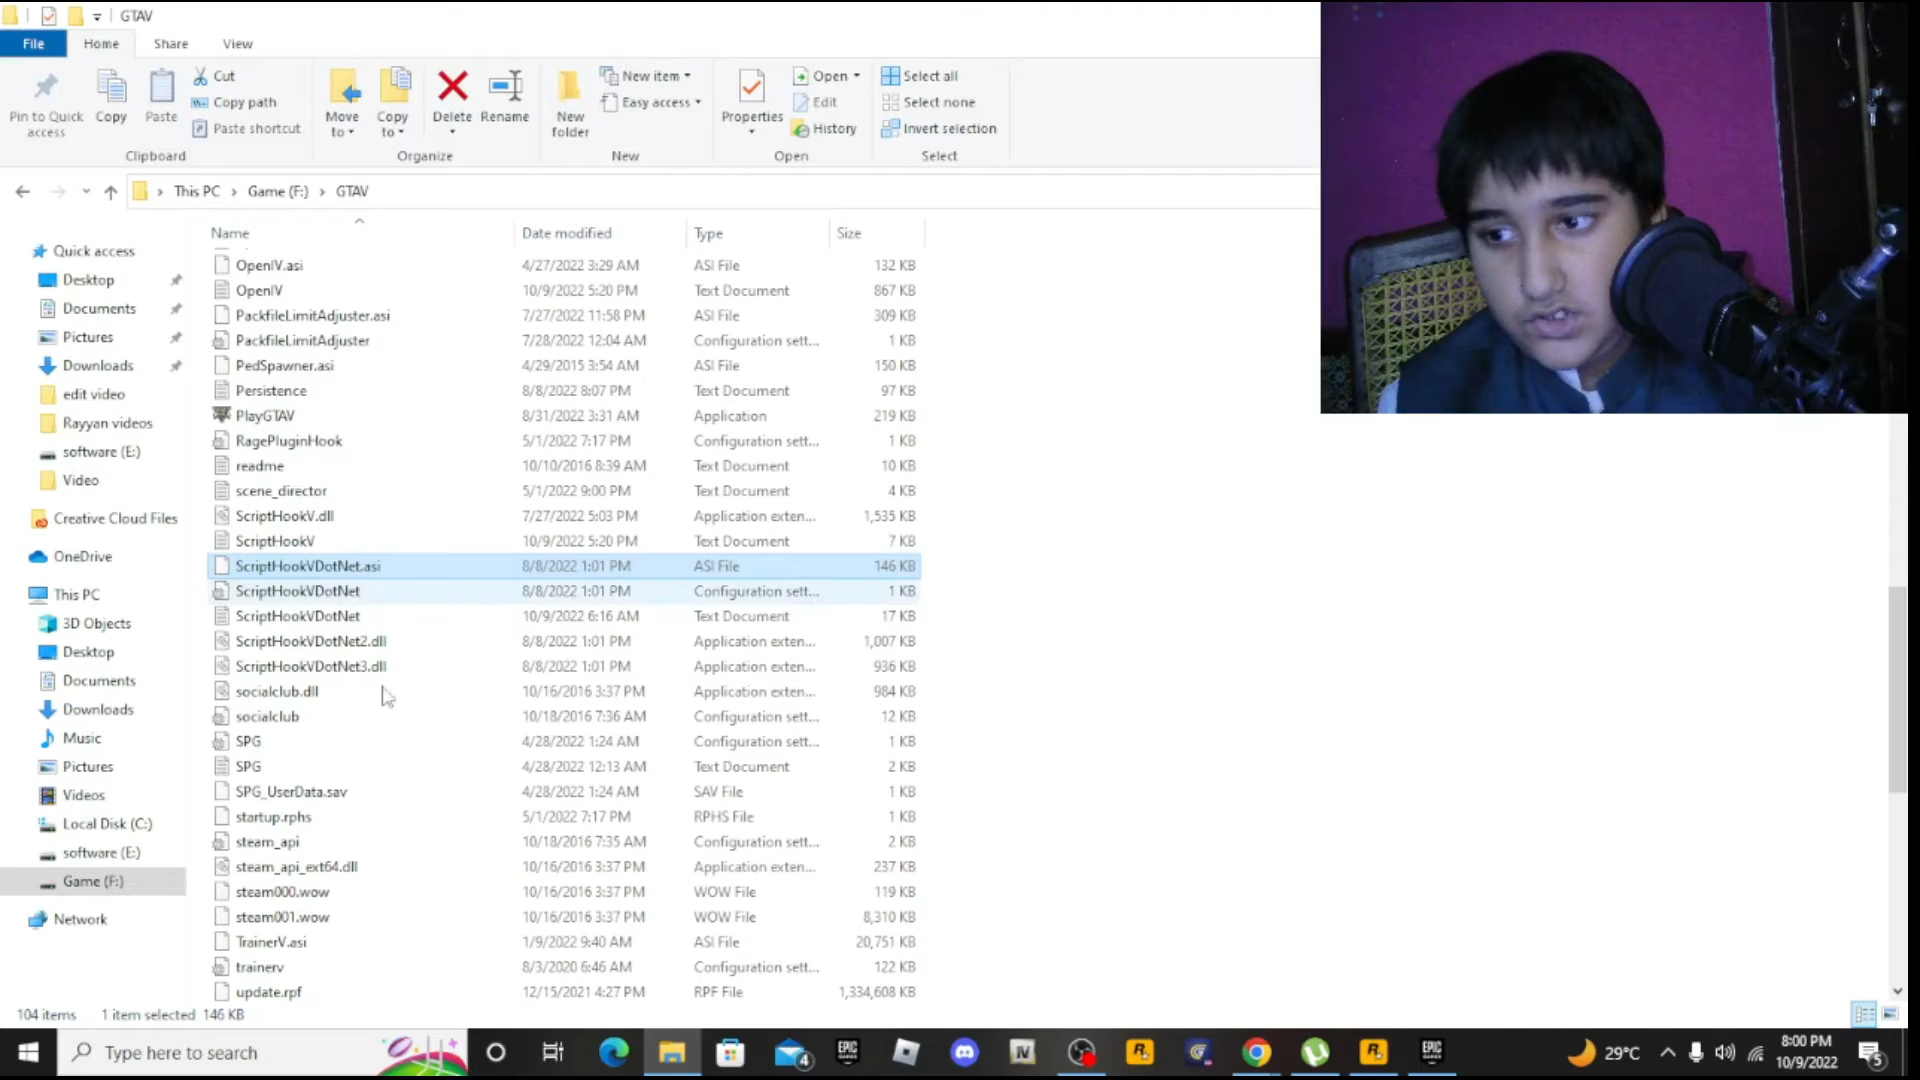 GTAV
File Home Share View
Pin to Quick access
Copy
Paste
Cut
Copy path
Paste shortcut
Clipboard
Move to
Copy to
Delete
Rename
Organize
New folder
New item
Easy access
New
Properties
Open
Edit
History
Open
Select all
Select none
Invert selection
Select
This PC > Game (F:) > GTAV
Name Date modified Type Size
Quick access
Desktop
Documents
Pictures
Downloads
edit video
Rayyan videos
software (E:)
Video
Creative Cloud Files
OneDrive
This PC
3D Objects
Desktop
Documents
Downloads
Music
Pictures
Videos
Local Disk (C:)
software (E:)
Game (F:)
Network
OpenIV.asi 4/27/2022 3:29 AM ASI File 132 KB
OpenIV 10/9/2022 5:20 PM Text Document 867 KB
PackfileLimitAdjuster.asi 7/27/2022 11:58 PM ASI File 309 KB
PackfileLimitAdjuster 7/28/2022 12:04 AM Configuration sett... 1 KB
PedSpawner.asi 4/29/2015 3:54 AM ASI File 150 KB
Persistence 8/8/2022 8:07 PM Text Document 97 KB
PlayGTAV 8/31/2022 3:31 AM Application 219 KB
RagePluginHook 5/1/2022 7:17 PM Configuration sett... 1 KB
readme 10/10/2016 8:39 AM Text Document 10 KB
scene_director 5/1/2022 9:00 PM Text Document 4 KB
ScriptHookV.dll 7/27/2022 5:03 PM Application exten... 1,535 KB
ScriptHookV 10/9/2022 5:20 PM Text Document 7 KB
ScriptHookVDotNet.asi 8/8/2022 1:01 PM ASI File 146 KB
ScriptHookVDotNet 8/8/2022 1:01 PM Configuration sett... 1 KB
ScriptHookVDotNet 10/9/2022 6:16 AM Text Document 17 KB
ScriptHookVDotNet2.dll 8/8/2022 1:01 PM Application exten... 1,007 KB
ScriptHookVDotNet3.dll 8/8/2022 1:01 PM Application exten... 936 KB
socialclub.dll 10/16/2016 3:37 PM Application exten... 984 KB
socialclub 10/18/2016 7:36 AM Configuration sett... 12 KB
SPG 4/28/2022 1:24 AM Configuration sett... 1 KB
SPG 4/28/2022 12:13 AM Text Document 2 KB
SPG_UserData.sav 4/28/2022 1:24 AM SAV File 1 KB
startup.rphs 5/1/2022 7:17 PM RPHS File 1 KB
steam_api 10/18/2016 7:35 AM Configuration sett... 2 KB
steam_api_ext64.dll 10/16/2016 3:37 PM Application exten... 237 KB
steam000.wow 10/16/2016 3:37 PM WOW File 119 KB
steam001.wow 10/16/2016 3:37 PM WOW File 8,310 KB
TrainerV.asi 1/9/2022 9:40 AM ASI File 20,751 KB
trainerv 8/3/2020 6:46 AM Configuration sett... 122 KB
update.rpf 12/15/2021 4:27 PM RPF File 1,334,608 KB
104 items 1 item selected 146 KB
Type here to search
4
EPIC GAMES
IV
R
R
EPIC GAMES
29°C
8:00 PM
10/9/2022
5